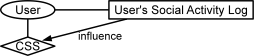 User
User's Social Activity Log
CSS
influence